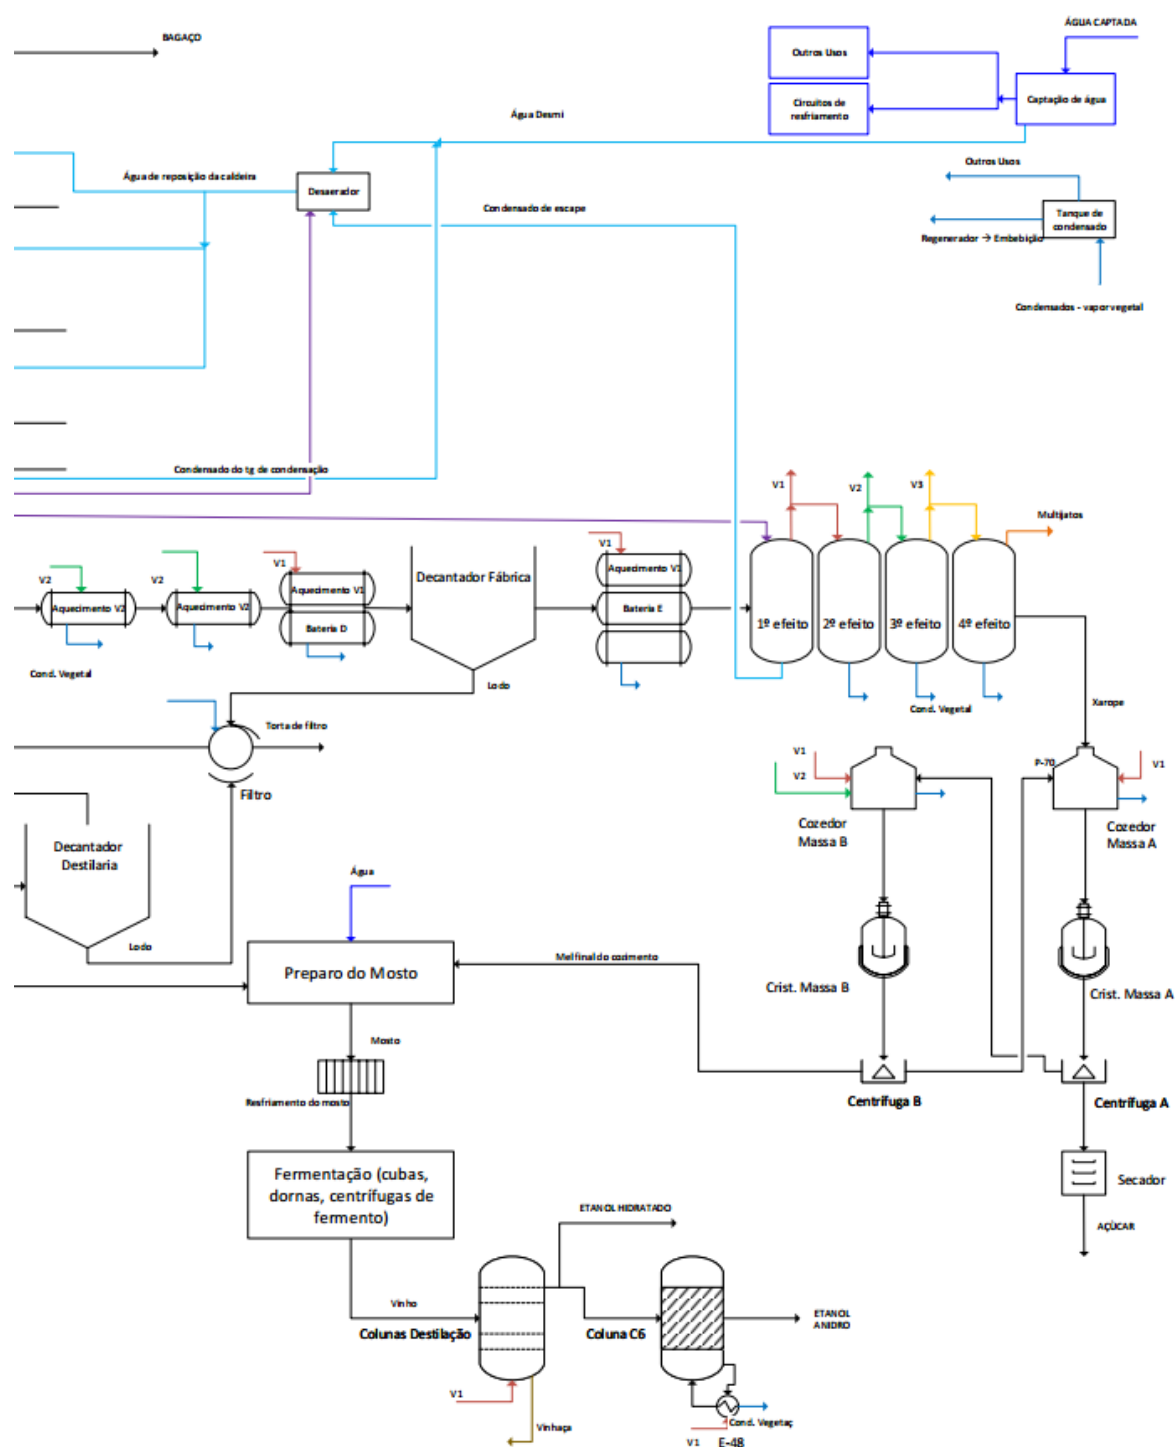 BAGAÇO
ÁGUA CAPTADA
Outros Usos
Circuitos de
resfriamento
Captação de água
Água Desmi
Outros Usos
Água de reposição da caldeira
Desaerador
Condensado de escape
Tanque de
condensado
Regenerador → Embebição
Condensados - vapor vegetal
Condensado do tg de condensação
V1
V2
V3
Multijatos
V2
V2
V1
V1
Aquecimento V2
Aquecimento V2
Aquecimento V1
Bateria D
Decantador Fábrica
Aquecimento V1
Bateria E
1º efeito
2º efeito
3º efeito
4º efeito
Cond. Vegetal
Lodo
Cond. Vegetal
Xarope
Torta de filtro
Filtro
V1
V2
P-70
V1
Cozedor
Massa B
Cozedor
Massa A
Decantador
Destilaria
Água
Lodo
Preparo do Mosto
Mel final do cozimento
Crist. Massa B
Crist. Massa A
Mosto
Resfriamento do mosto
Centrífuga B
Centrífuga A
Fermentação (cubas,
dornas, centrífugas de
fermento)
Secador
ETANOL HIDRATADO
AÇÙCAR
Vinho
Colunas Destilação
Coluna C6
ETANOL
ANIDRO
V1
Vinhaça
Cond. Vegetaç
V1
E-48